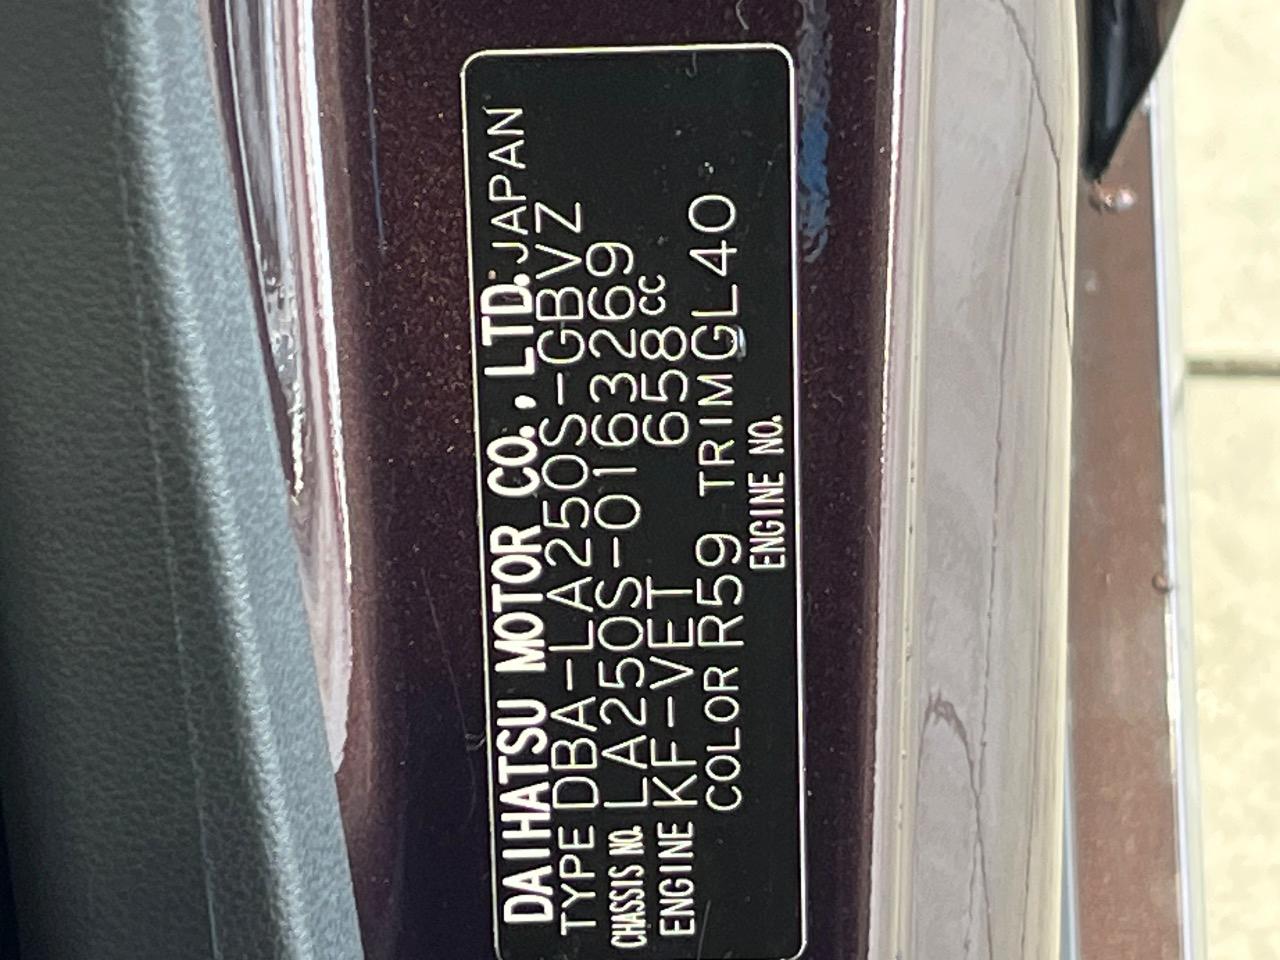 DAIHATSU MOTOR CO., LTD. JAPAN
TYPE DBA-LA250S-GBVZ
CHASSIS NO. LA250S-0163269
ENGINE KF-VET 658cc
COLOR R59 TRIM GL40
ENGINE NO.